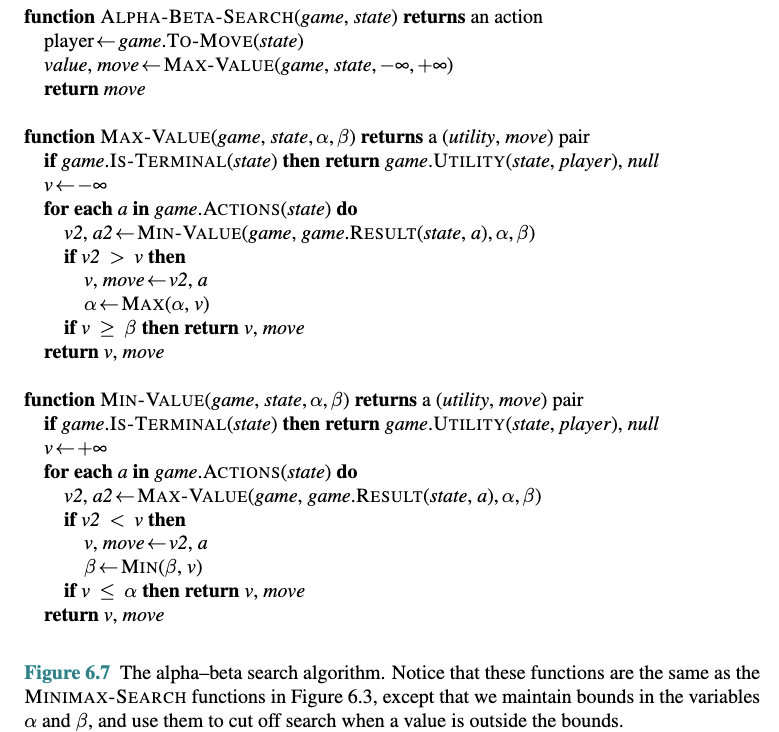 function ALPHA-BETA-SEARCH(game, state) returns an action
player←game.TO-MOVE(state)
value, move←MAX-VALUE(game, state, −∞, +∞)
return move
function MAX-VALUE(game, state, α, β) returns a (utility, move) pair
if game.IS-TERMINAL(state) then return game.UTILITY(state, player), null
v←−∞
for each a in game.ACTIONS(state) do
v2, a2←MIN-VALUE(game, game.RESULT(state, a), α, β)
if v2 > v then
v, move←v2, a
α←MAX(α, v)
if v ≥ β then return v, move
return v, move
function MIN-VALUE(game, state, α, β) returns a (utility, move) pair
if game.IS-TERMINAL(state) then return game.UTILITY(state, player), null
v←+∞
for each a in game.ACTIONS(state) do
v2, a2←MAX-VALUE(game, game.RESULT(state, a), α, β)
if v2 < v then
v, move←v2, a
β←MIN(β, v)
if v ≤ α then return v, move
return v, move
Figure 6.7 The alpha–beta search algorithm. Notice that these functions are the same as the
MINIMAX-SEARCH functions in Figure 6.3, except that we maintain bounds in the variables
α and β, and use them to cut off search when a value is outside the bounds.